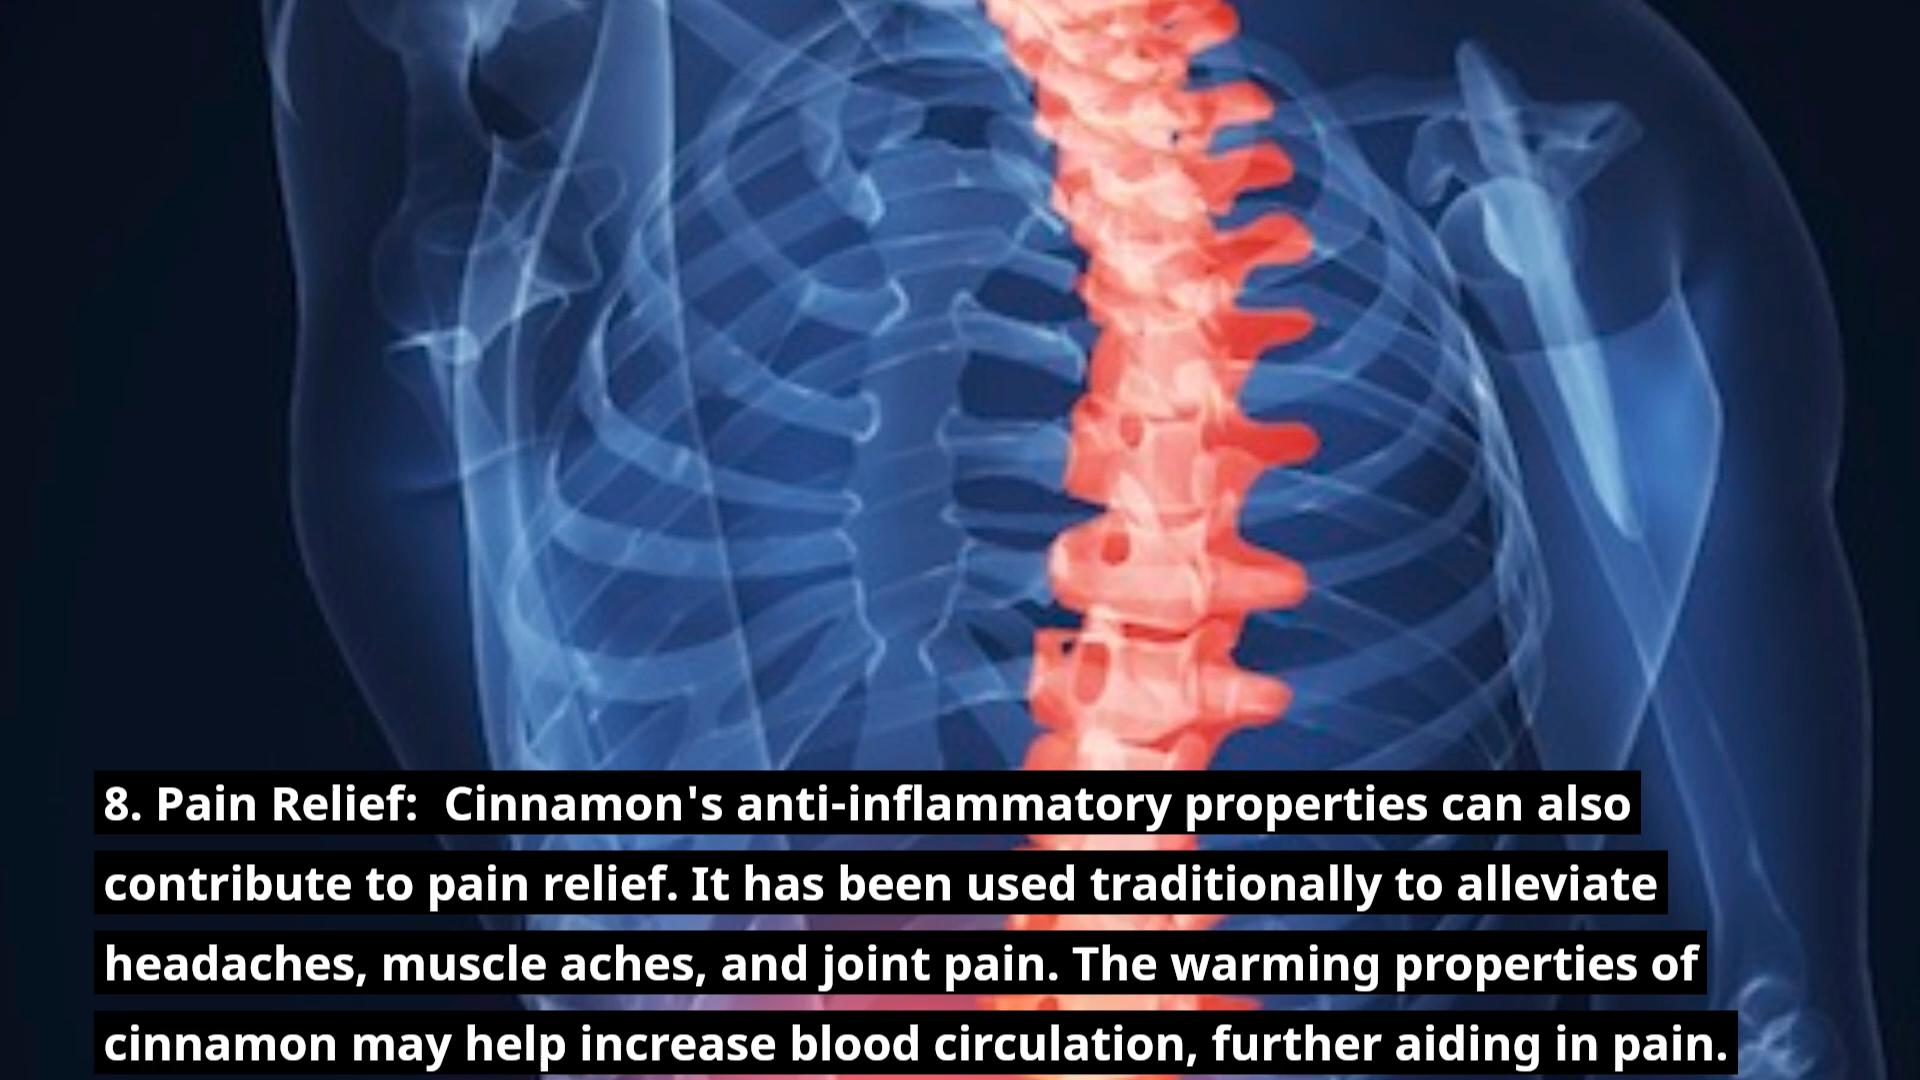 8. Pain Relief:  Cinnamon's anti-inflammatory properties can also
contribute to pain relief. It has been used traditionally to alleviate
headaches, muscle aches, and joint pain. The warming properties of
cinnamon may help increase blood circulation, further aiding in pain.